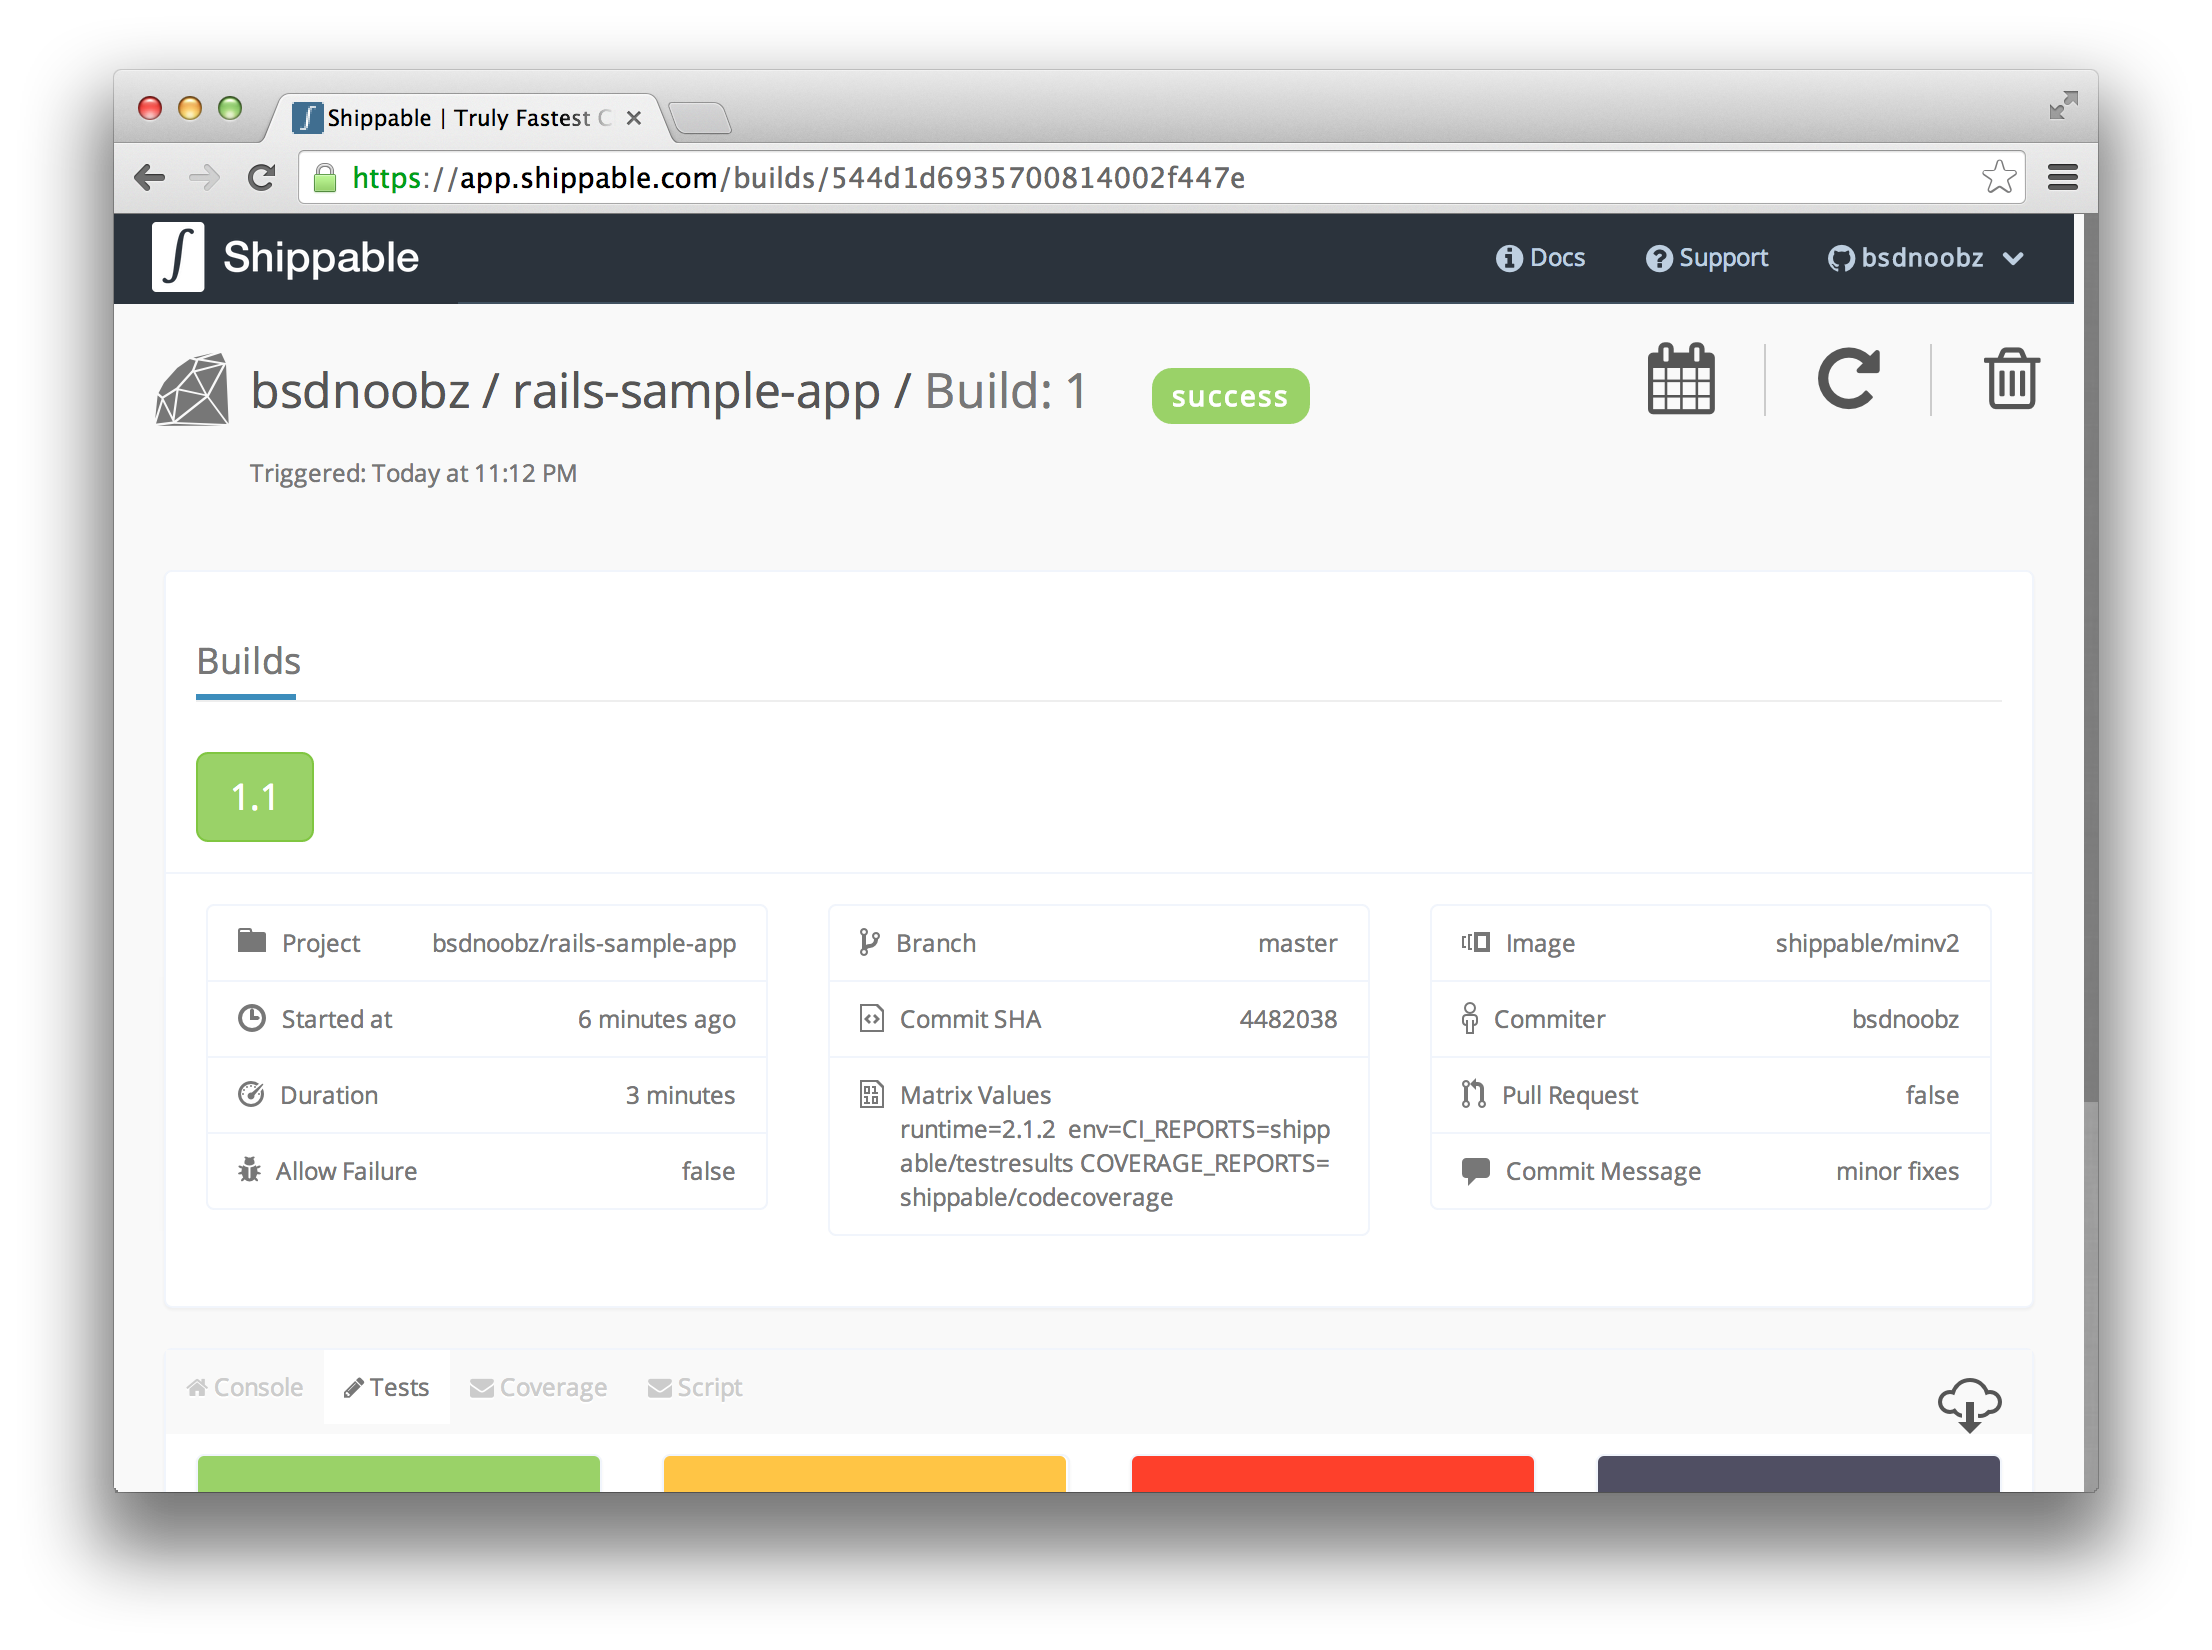 Shippable | Truly Fastest C
https://app.shippable.com/builds/544d1d6935700814002f447e
Shippable
Docs
Support
bsdnoobz
bsdnoobz / rails-sample-app / Build: 1
success
Triggered: Today at 11:12 PM
Builds
1.1
Project bsdnoobz/rails-sample-app
Started at 6 minutes ago
Duration 3 minutes
Allow Failure false
Branch master
Commit SHA 4482038
Matrix Values
runtime=2.1.2 env=CI_REPORTS=shipp
able/testresults COVERAGE_REPORTS=
shippable/codecoverage
Image shippable/minv2
Commiter bsdnoobz
Pull Request false
Commit Message minor fixes
Console
Tests
Coverage
Script